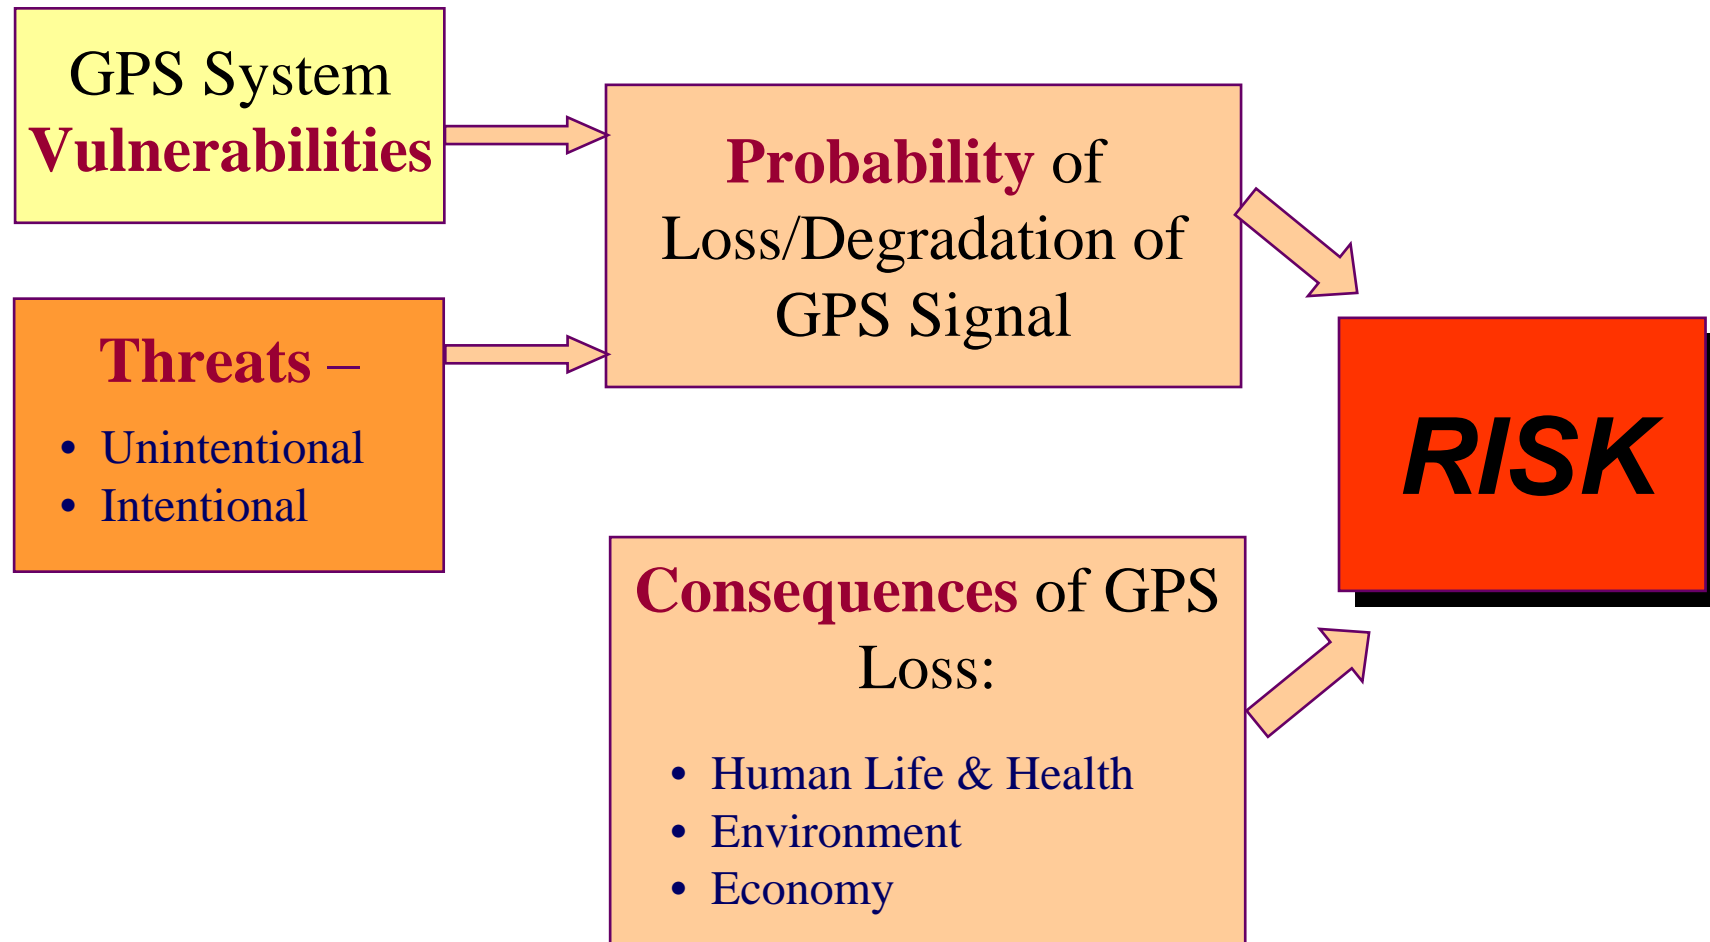 GPS System
Vulnerabilities
Threats –
• Unintentional
• Intentional
Probability of
Loss/Degradation of
GPS Signal
Consequences of GPS
Loss:
• Human Life & Health
• Environment
• Economy
RISK